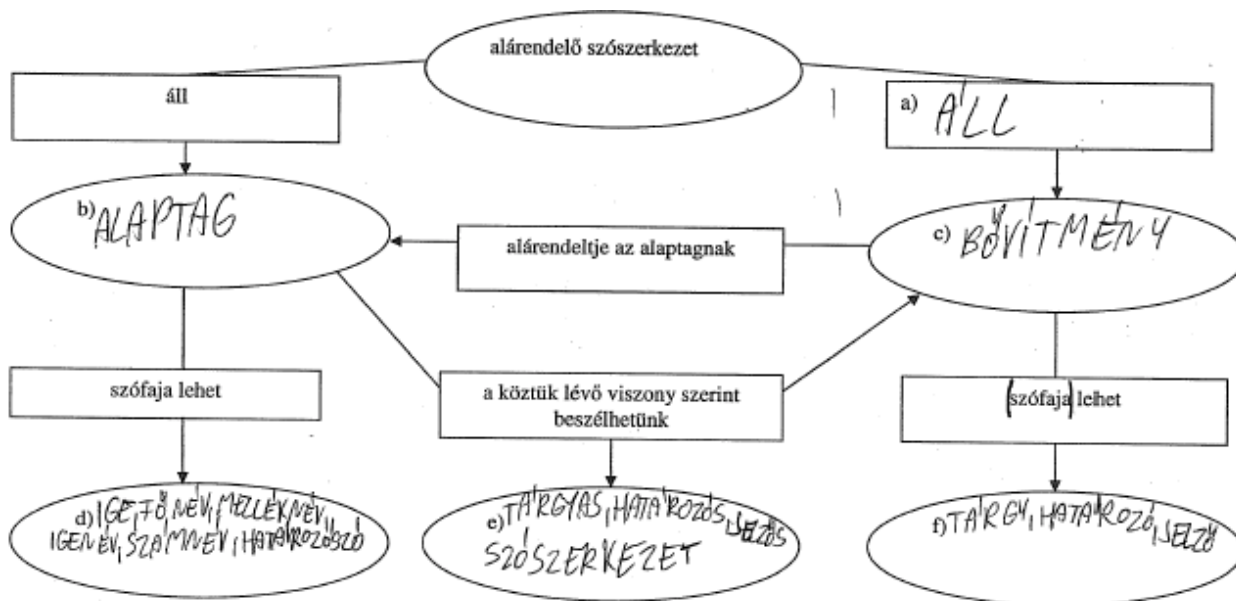 alárendelő szószerkezet
áll
a) ÁLL
b) ALAPTAG
alárendeltje az alaptagnak
c) BŐVÍTMÉNY
szófaja lehet
a köztük lévő viszony szerint
beszélhetünk
(szófaja) lehet
d) IGE, FŐNÉV, MELLÉKNÉV,
IGENÉV, SZÁMNÉV, HATÁROZÓSZÓ
e) TÁRGYAS, HATÁROZÓS, JELZŐS
SZÓSZERKEZET
f) TÁRGY, HATÁROZÓ, JELZŐ